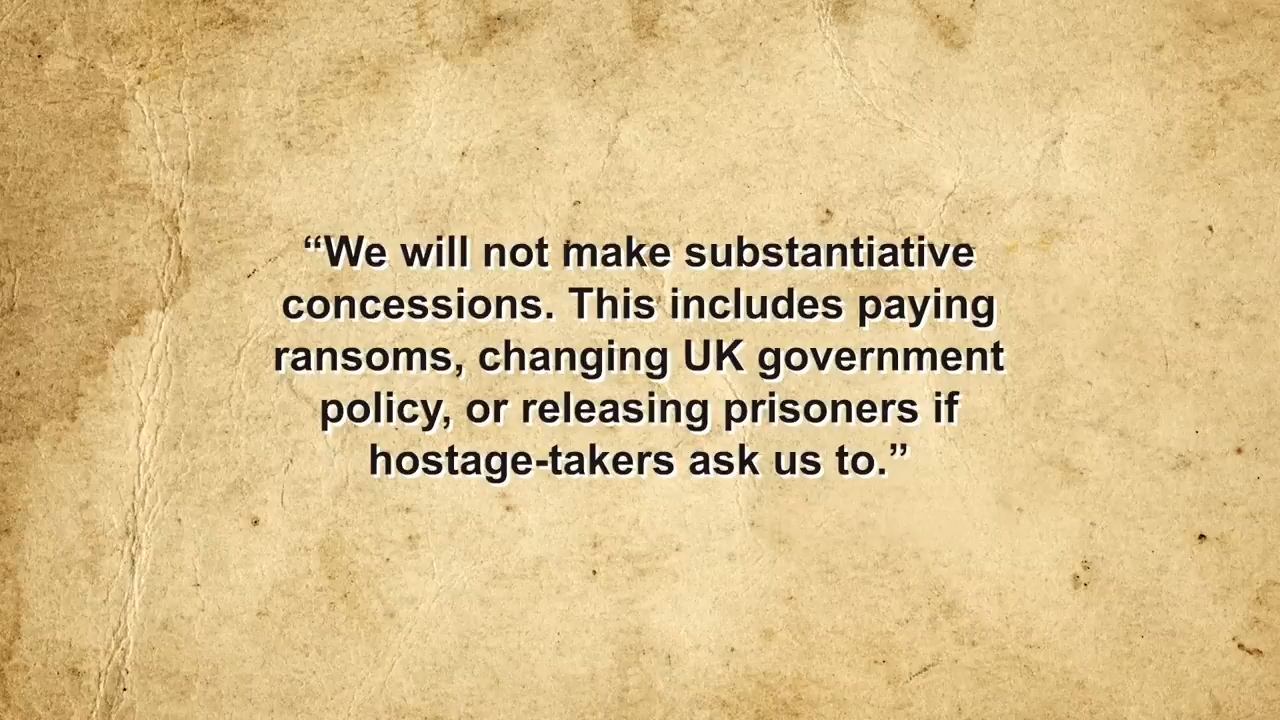 “We will not make substantiative
concessions. This includes paying
ransoms, changing UK government
policy, or releasing prisoners if
hostage-takers ask us to.”